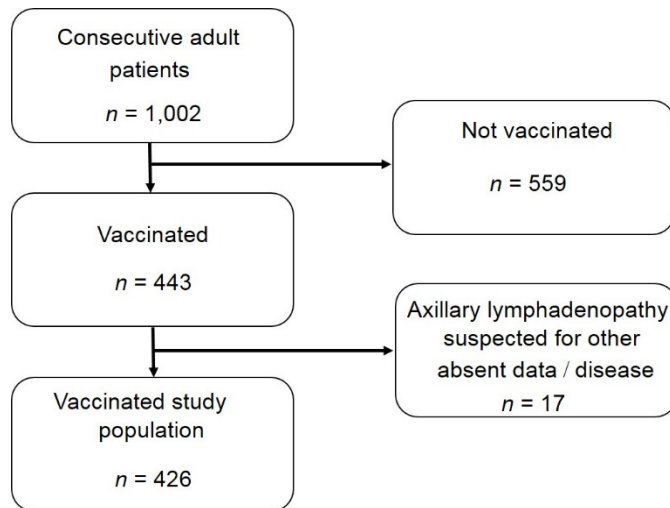 Consecutive adult
patients
n = 1,002
Not vaccinated
n = 559
Vaccinated
n = 443
Axillary lymphadenopathy
suspected for other
absent data / disease
n = 17
Vaccinated study
population
n = 426